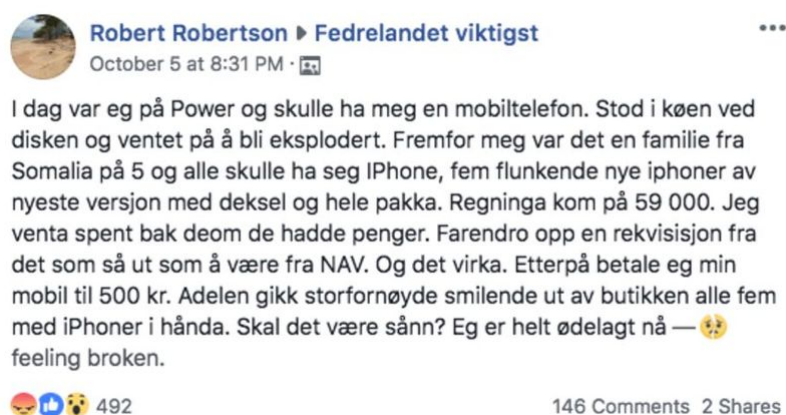 Robert Robertson ▸ Fedrelandet viktigst
October 5 at 8:31 PM ·
I dag var eg på Power og skulle ha meg en mobiltelefon. Stod i køen ved
disken og ventet på å bli eksplodert. Fremfor meg var det en familie fra
Somalia på 5 og alle skulle ha seg IPhone, fem flunkende nye iphoner av
nyeste versjon med deksel og hele pakka. Regninga kom på 59 000. Jeg
venta spent bak deom de hadde penger. Farendro opp en rekvisisjon fra
det som så ut som å være fra NAV. Og det virka. Etterpå betale eg min
mobil til 500 kr. Adelen gikk storfornøyde smilende ut av butikken alle fem
med iPhoner i hånda. Skal det være sånn? Eg er helt ødelagt nå —
feeling broken.
492
146 Comments 2 Shares